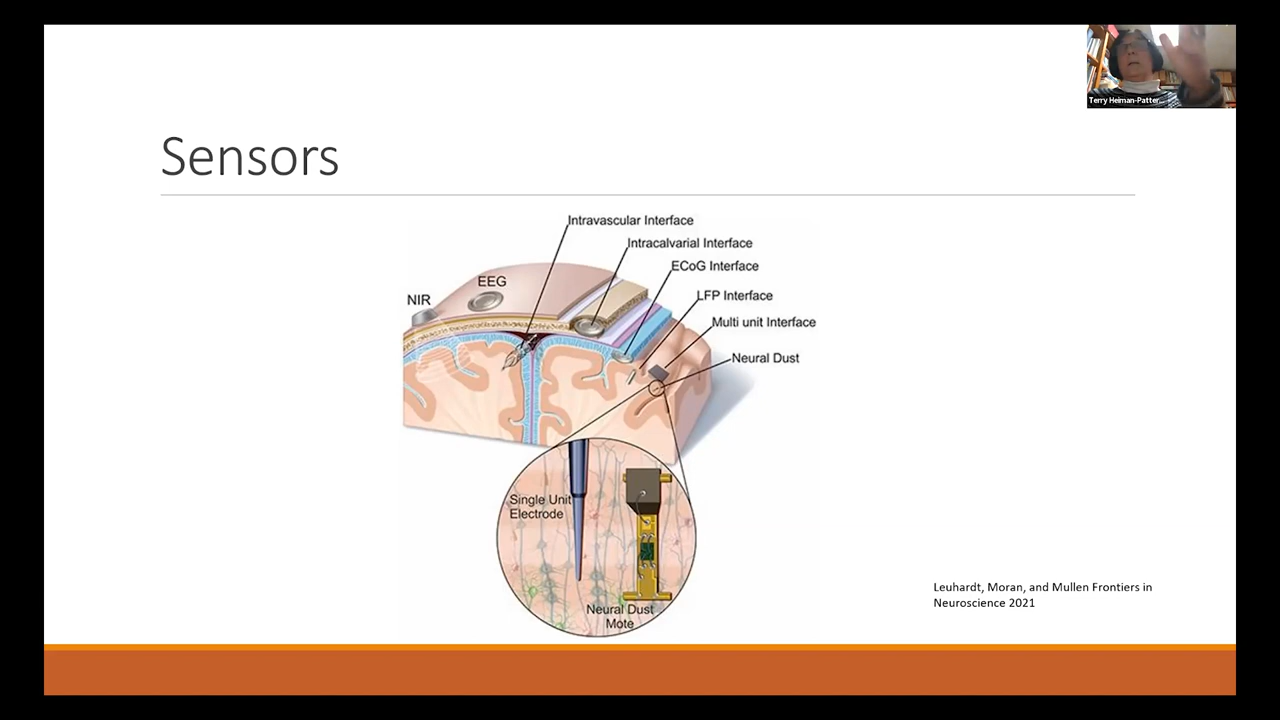 Terry Heiman-Patter...
Sensors
Intravascular Interface
Intracalvarial Interface
ECoG Interface
EEG
LFP Interface
NIR
Multi unit Interface
Neural Dust
Single Unit
Electrode
Neural Dust
Mote
Leuhardt, Moran, and Mullen Frontiers in
Neuroscience 2021